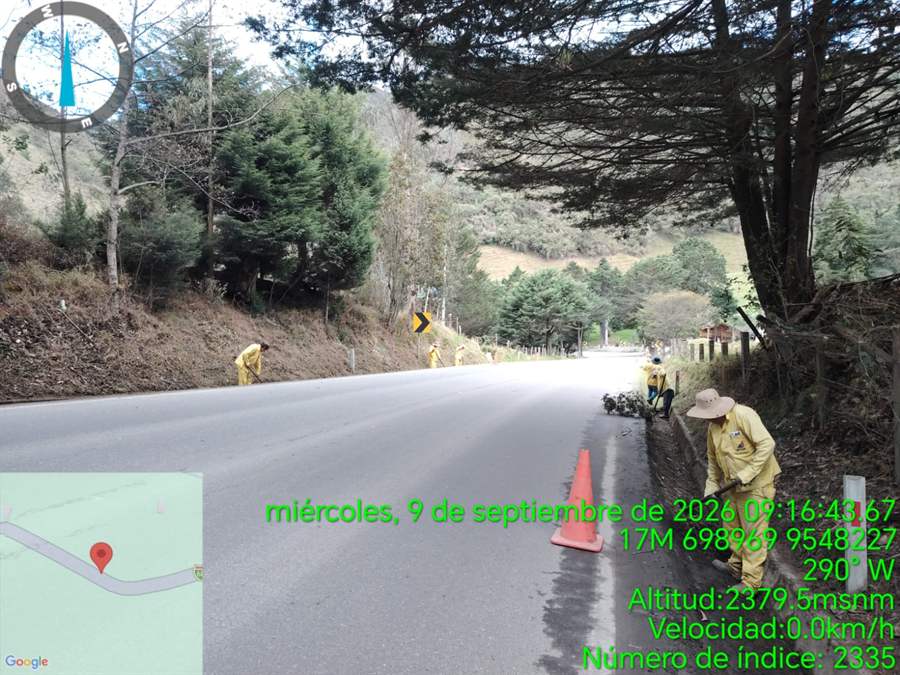 N
W
S
E
miércoles, 9 de septiembre de 2026 09:16:43.67
17M 698969 9548227
290° W
Altitud:2379.5msnm
Velocidad:0.0km/h
Número de índice: 2335
Google